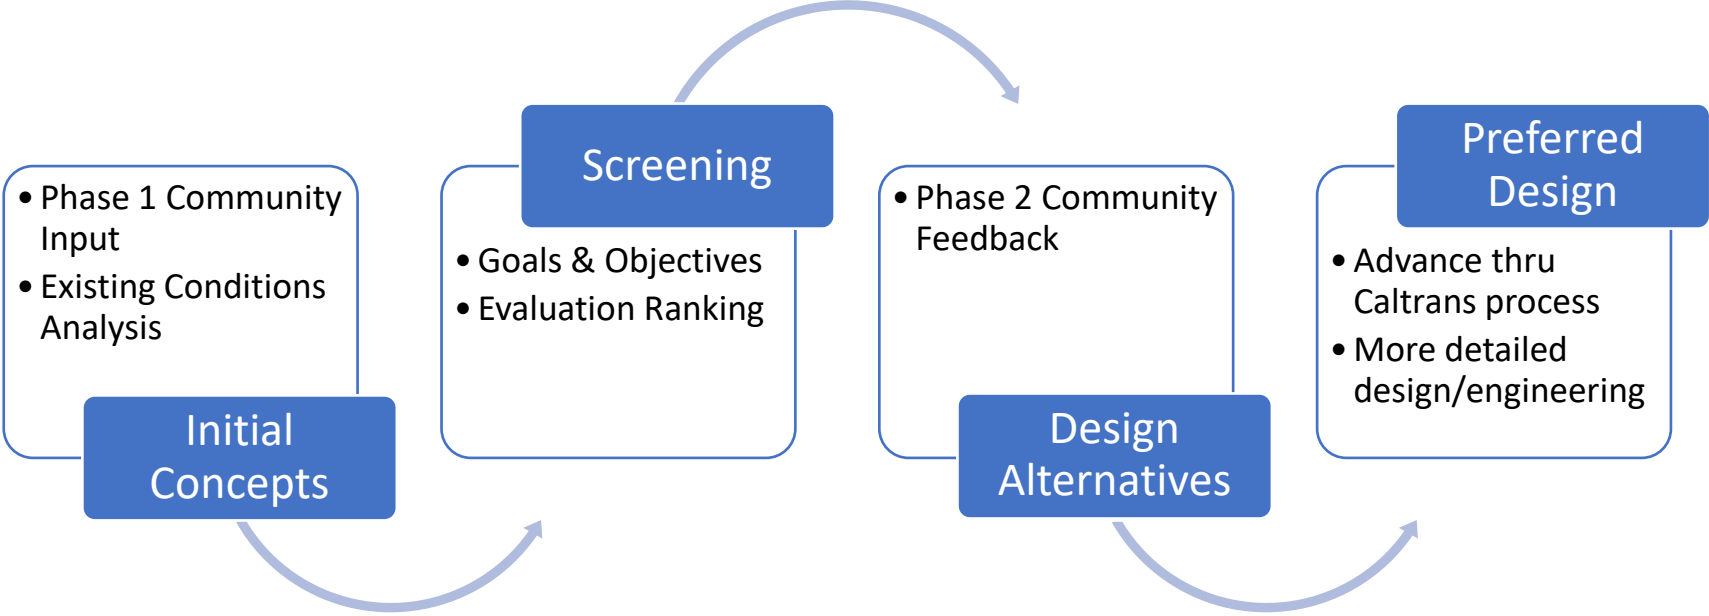 • Phase 1 Community
Input
• Existing Conditions
Analysis
Initial
Concepts
Screening
• Goals & Objectives
• Evaluation Ranking
• Phase 2 Community
Feedback
Design
Alternatives
Preferred
Design
• Advance thru
Caltrans process
• More detailed
design/engineering